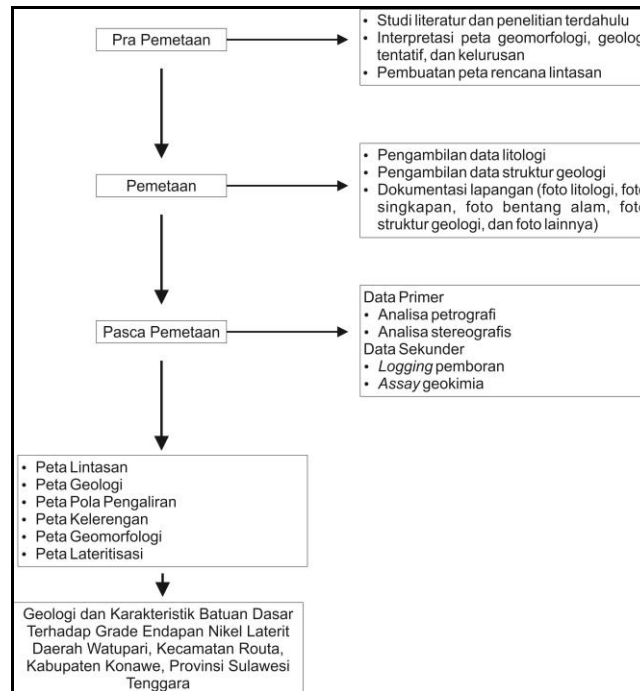 Pra Pemetaan
• Studi literatur dan penelitian terdahulu
• Interpretasi peta geomorfologi, geolog
tentatif, dan kelurusan
• Pembuatan peta rencana lintasan
Pemetaan
• Pengambilan data litologi
• Pengambilan data struktur geologi
• Dokumentasi lapangan (foto litologi, foto
singkapan, foto bentang alam, foto
struktur geologi, dan foto lainnya)
Pasca Pemetaan
Data Primer
• Analisa petrografi
• Analisa stereografis
Data Sekunder
• Logging pemboran
• Assay geokimia
• Peta Lintasan
• Peta Geologi
• Peta Pola Pengaliran
• Peta Kelerengan
• Peta Geomorfologi
• Peta Lateritisasi
Geologi dan Karakteristik Batuan Dasar
Terhadap Grade Endapan Nikel Laterit
Daerah Watupari, Kecamatan Routa,
Kabupaten Konawe, Provinsi Sulawesi
Tenggara